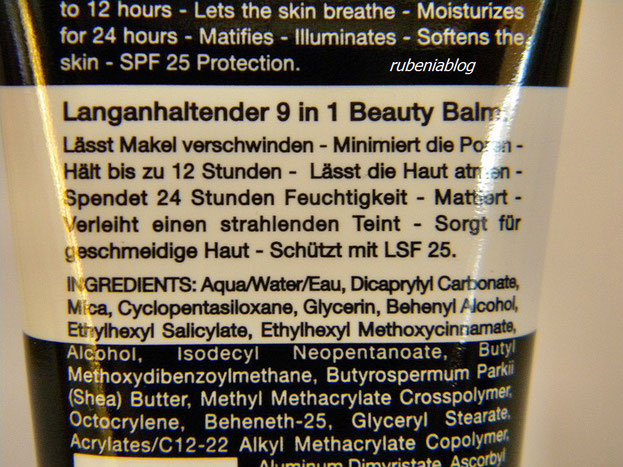 to 12 hours - Lets the skin breathe - Moisturizes
for 24 hours - Matifies - Illuminates - Softens the
skin - SPF 25 Protection.
rubeniablog
Langanhaltender 9 in 1 Beauty Balm.
Lässt Makel verschwinden - Minimiert die Poren -
Hält bis zu 12 Stunden - Lässt die Haut atmen -
Spendet 24 Stunden Feuchtigkeit - Mattiert -
Verleiht einen strahlenden Teint - Sorgt für
geschmeidige Haut - Schützt mit LSF 25.
INGREDIENTS: Aqua/Water/Eau, Dicaprylyl Carbonate,
Mica, Cyclopentasiloxane, Glycerin, Behenyl Alcohol,
Ethylhexyl Salicylate, Ethylhexyl Methoxycinnamate,
Alcohol, Isodecyl Neopentanoate, Butyl
Methoxydibenzoylmethane, Butyrospermum Parkii
(Shea) Butter, Methyl Methacrylate Crosspolymer,
Octocrylene, Beheneth-25, Glyceryl Stearate,
Acrylates/C12-22 Alkyl Methacrylate Copolymer,
Aluminum Dimyristate, Ascorbyl